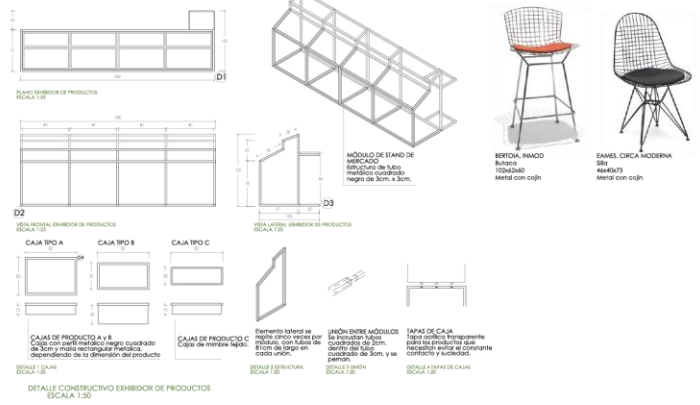 D1
PLANO EXHIBIDOR DE PRODUCTOS
ESCALA 1:25
MÓDULO DE STAND DE
MERCADO
Estructura de tubo
metálico cuadrado
negro de 3cm. x 3cm.
BERTOIA, INMOD
Butaca
102x62x60
Metal con cojin
EAMES, CIRCA MODERNA
Silla
46x40x73
Metal con cojin
D2
VISTA FRONTAL EXHIBIDOR DE PRODUCTOS
ESCALA 1:25
D3
VISTA LATERAL EXHIBIDOR DE PRODUCTOS
ESCALA 1:25
CAJA TIPO A
CAJA TIPO B
CAJA TIPO C
D4
CAJAS DE PRODUCTO A y B
Cajas con perfil metalico negro cuadrado
de 3cm y malla rectangular metalica,
dependiendo de la dimensión del producto
CAJAS DE PRODUCTO C
Cajas de mimbre tejido.
Elemento lateral se
repite cinco veces por
módulo, con tubos de
81cm de largo en
cada unión.
UNIÓN ENTRE MÓDULOS
Se incrustan tubos
cuadrados de 2cm.
dentro del tubo
cuadrado de 3cm. y se
pernan.
TAPAS DE CAJA
Tapa acrílica transparente
para los productos que
necesitan evitar el constante
contacto y suciedad.
DETALLE 1 CAJAS
ESCALA 1:20
DETALLE 2 ESTRUCTURA
ESCALA 1:20
DETALLE 3 UNIÓN
ESCALA 1:20
DETALLE 4 TAPAS DE CAJAS
ESCALA 1:20
DETALLE CONSTRUCTIVO EXHIBIDOR DE PRODUCTOS
ESCALA 1:50